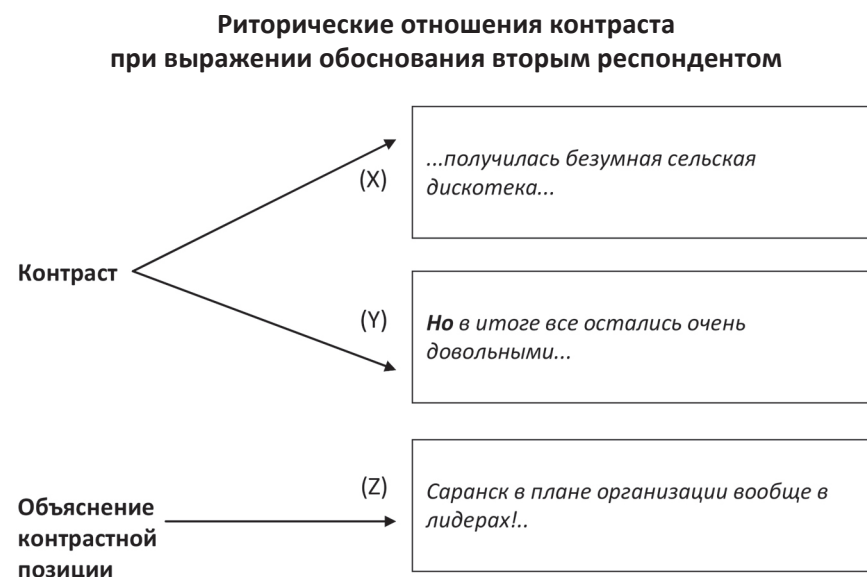 Риторические отношения контраста
при выражении обоснования вторым респондентом
(X)
...получилась безумная сельская
дискотека...
Контраст
(Y)
Но в итоге все остались очень
довольными...
(Z)
Саранск в плане организации вообще в
лидерах!..
Объяснение
контрастной
позиции